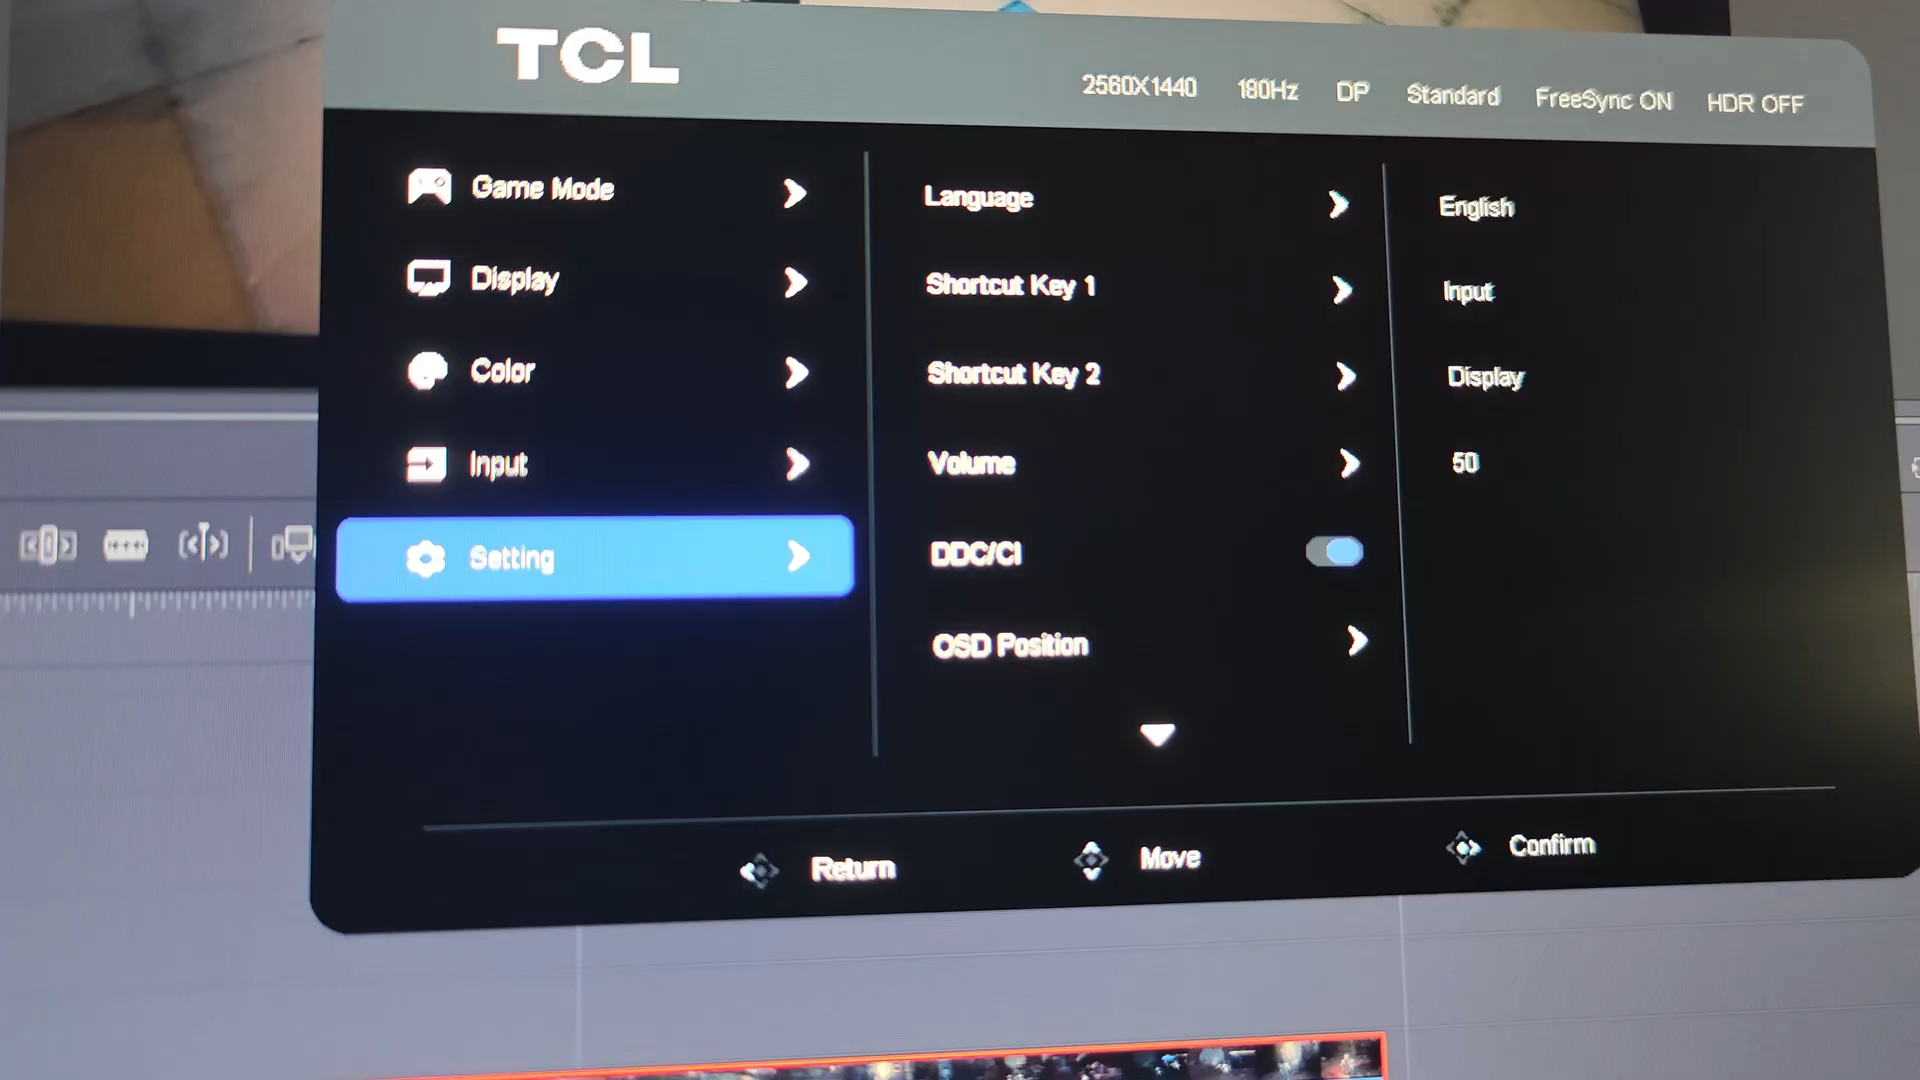 TCL
2560X1440 180Hz DP Standard FreeSync ON HDR OFF
Game Mode
Display
Color
Input
Setting
Language English
Shortcut Key 1 Input
Shortcut Key 2 Display
Volume 50
DDC/CI
OSD Position
Return Move Confirm